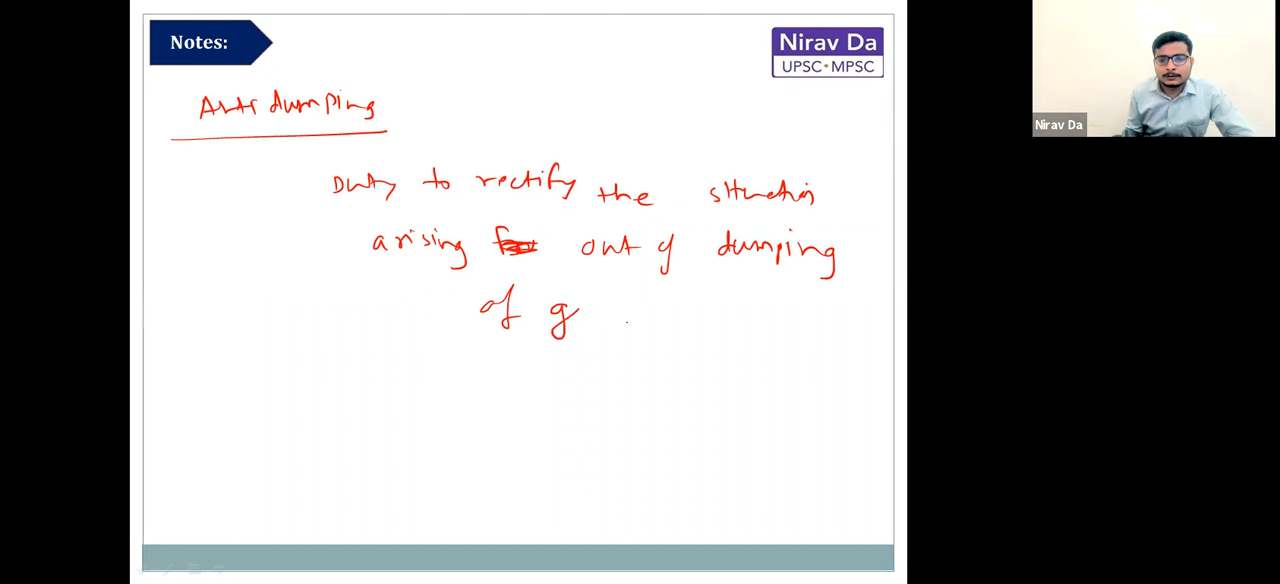 Notes:
Nirav Da
UPSC • MPSC
Anti dumping
Duty to rectify the situation
arising out of dumping
of g
Nirav Da